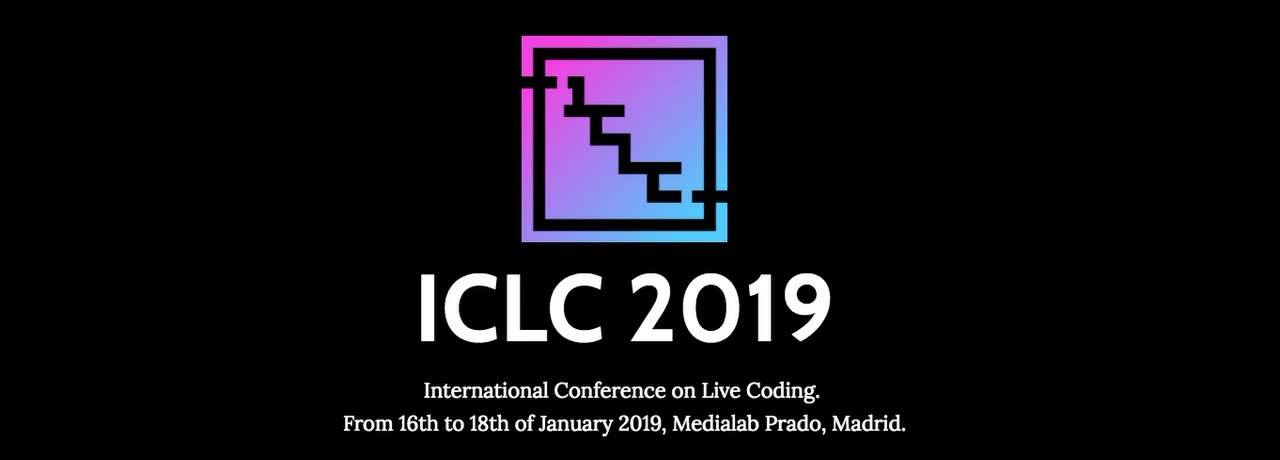 ICLC 2019
International Conference on Live Coding.
From 16th to 18th of January 2019, Medialab Prado, Madrid.